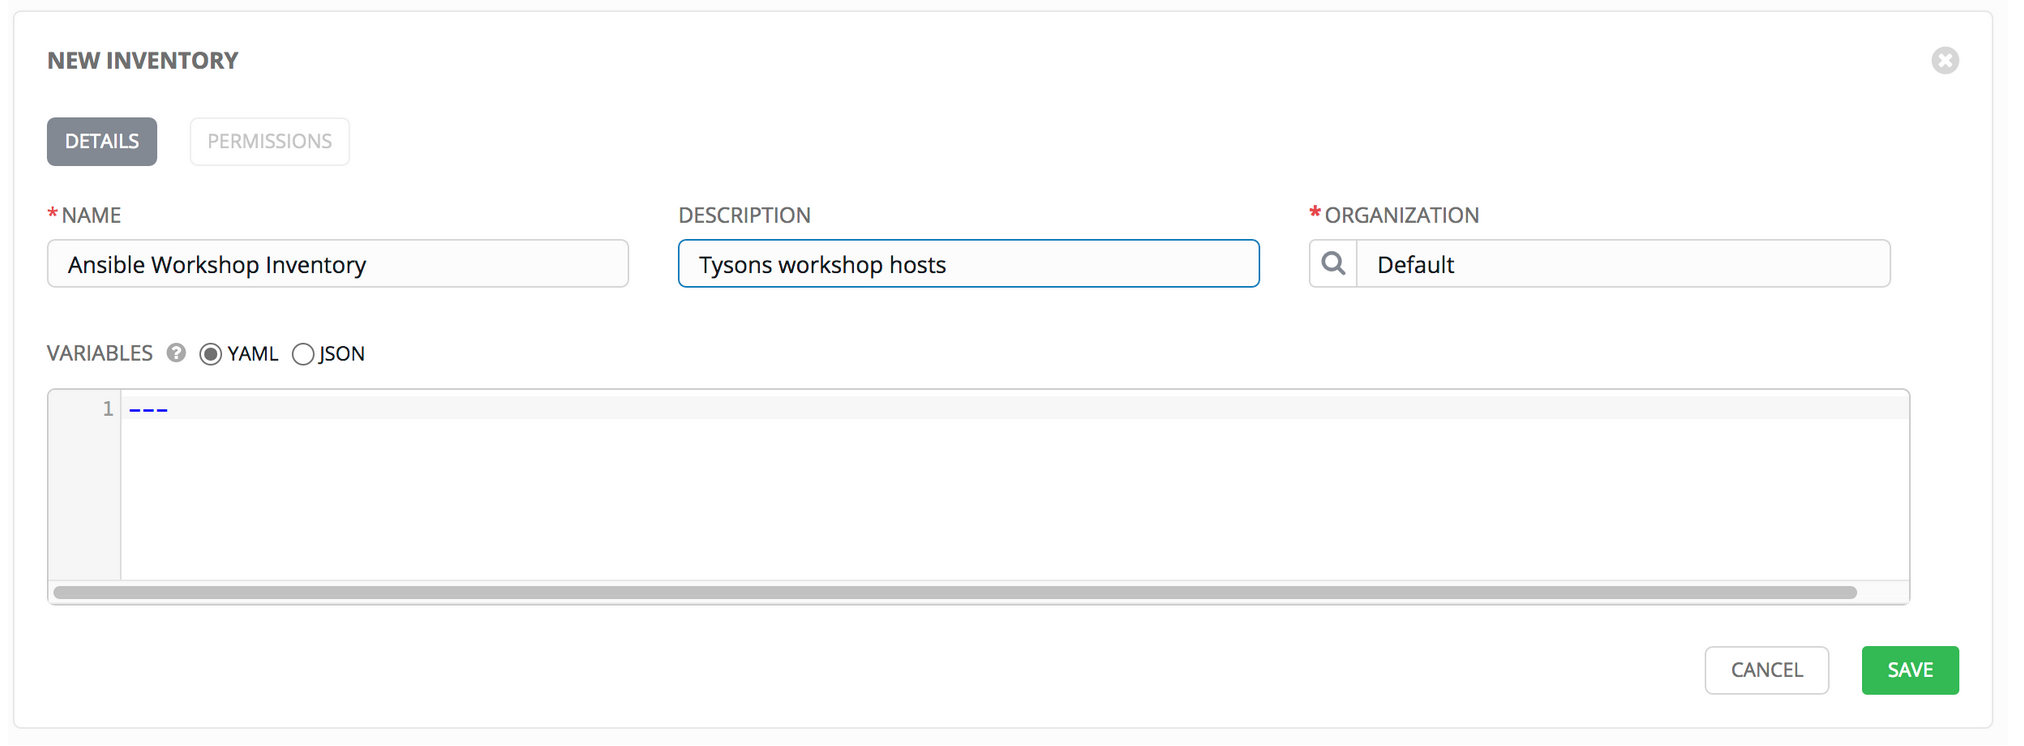 NEW INVENTORY
DETAILS PERMISSIONS
* NAME DESCRIPTION * ORGANIZATION
Ansible Workshop Inventory Tysons workshop hosts Default
VARIABLES ? YAML JSON
1 ---
CANCEL SAVE